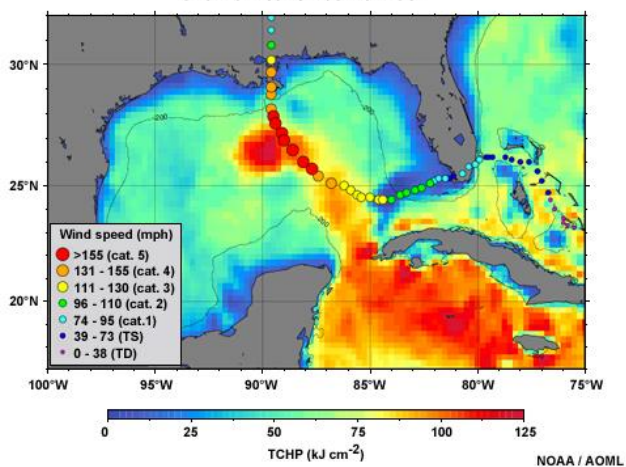 30°N
25°N
20°N
200
200
200
Wind speed (mph)
>155 (cat. 5)
131 - 155 (cat. 4)
111 - 130 (cat. 3)
96 - 110 (cat. 2)
74 - 95 (cat.1)
39 - 73 (TS)
0 - 38 (TD)
100°W 95°W 90°W 85°W 80°W 75°W
0 25 50 75 100 125
TCHP (kJ cm⁻²)
NOAA / AOML